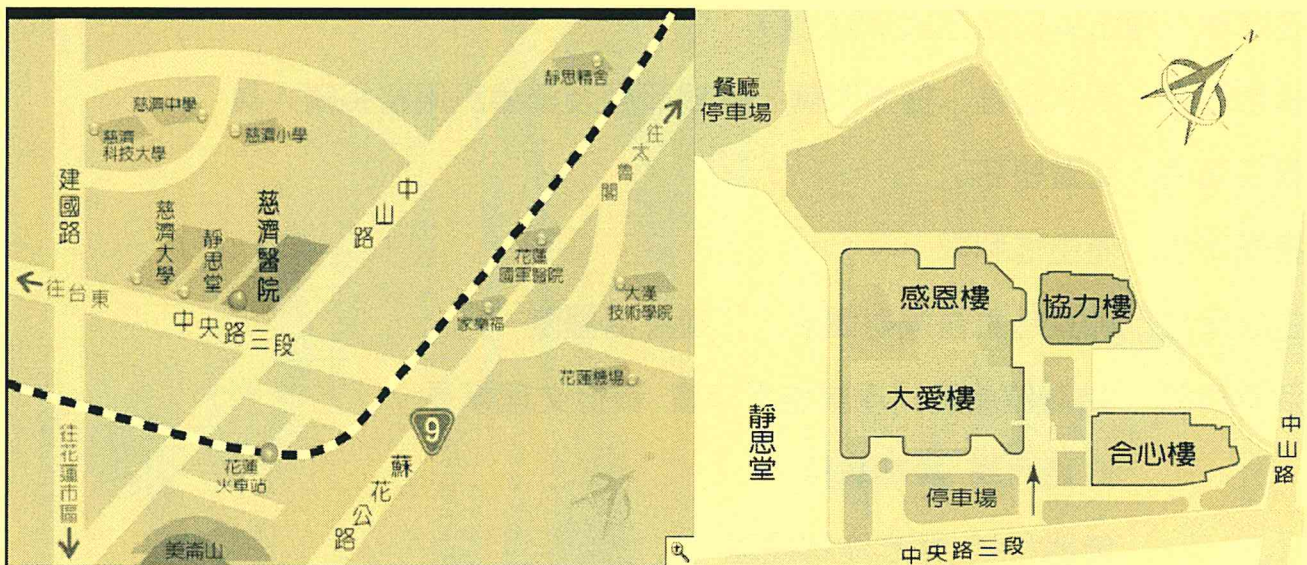 靜思精舍
往太魯閣
慈濟中學
慈濟
科技大學
慈濟小學
中山路
建國路
慈濟大學
靜思堂
慈濟醫院
花蓮
國軍醫院
大漢
技術學院
家樂福
往台東
中央路三段
花蓮機場
9
蘇花公路
花蓮
火車站
往花蓮市區
美崙山
餐廳
停車場
感恩樓
協力樓
大愛樓
靜思堂
合心樓
中山路
停車場
中央路三段